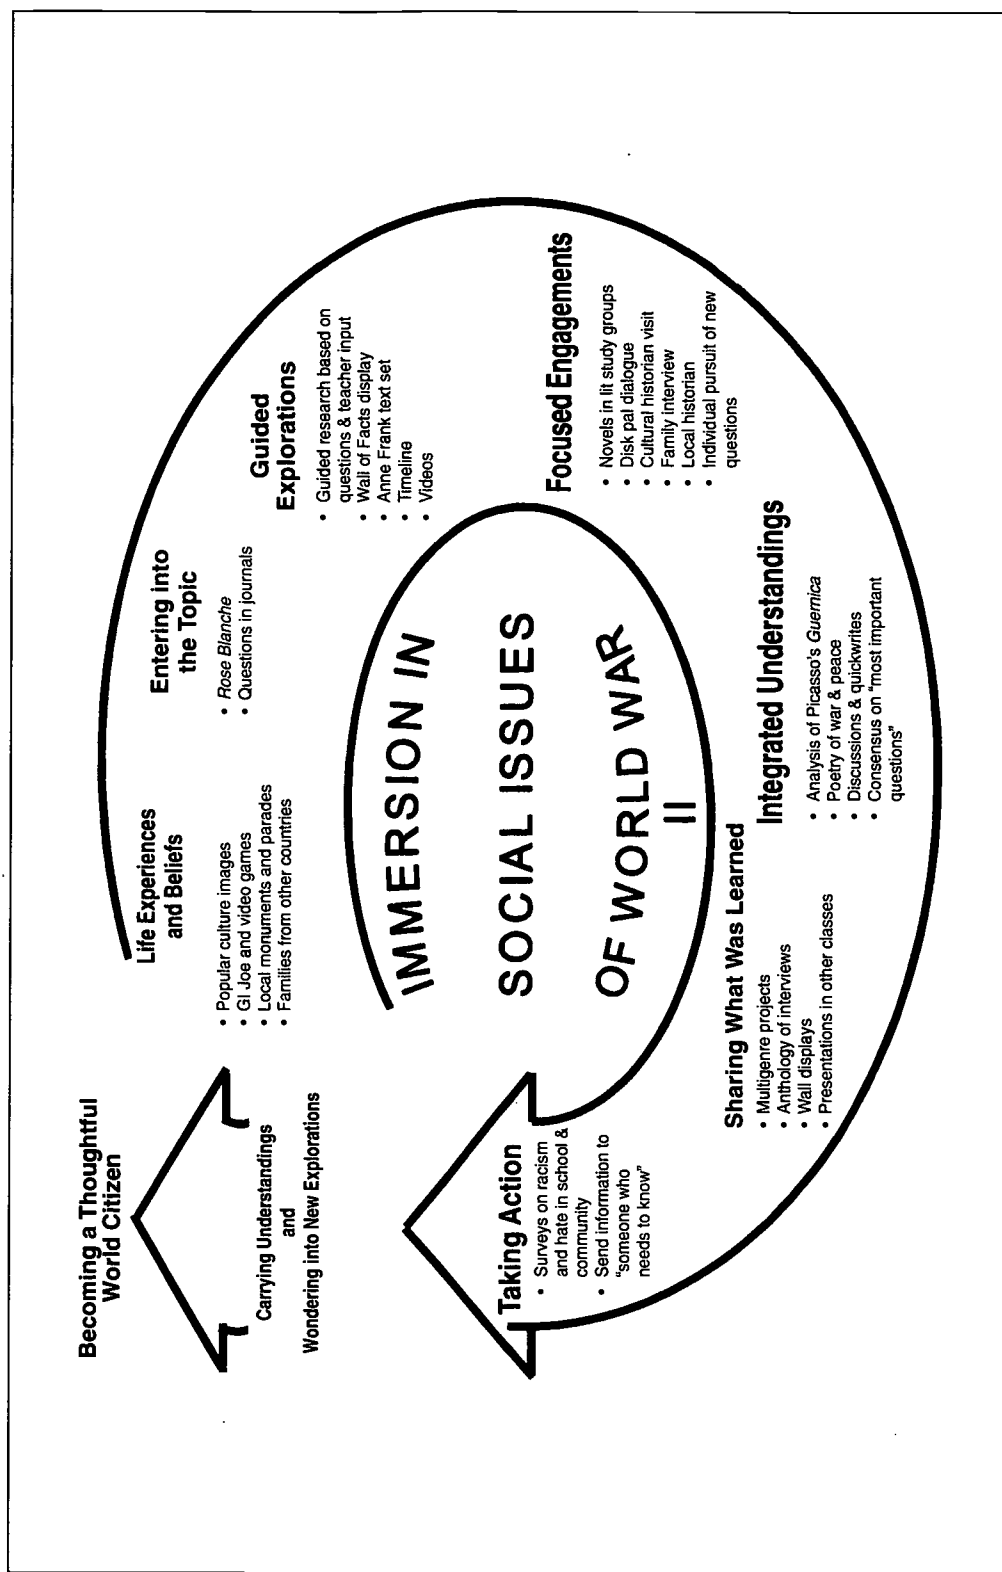 Becoming a Thoughtful
World Citizen
Carrying Understandings
and
Wondering into New Explorations
Life Experiences
and Beliefs
• Popular culture images
• GI Joe and video games
• Local monuments and parades
• Families from other countries
Entering into
the Topic
• Rose Blanche
• Questions in journals
Guided
Explorations
• Guided research based on
questions & teacher input
• Wall of Facts display
• Anne Frank text set
• Timeline
• Videos
Focused Engagements
• Novels in lit study groups
• Disk pal dialogue
• Cultural historian visit
• Family interview
• Local historian
• Individual pursuit of new
questions
Integrated Understandings
• Analysis of Picasso's Guernica
• Poetry of war & peace
• Discussions & quickwrites
• Consensus on "most important
questions"
Sharing What Was Learned
• Multigenre projects
• Anthology of interviews
• Wall displays
• Presentations in other classes
Taking Action
• Surveys on racism
and hate in school &
community
• Send information to
"someone who
needs to know"
IMMERSION IN
SOCIAL ISSUES
OF WORLD WAR
II